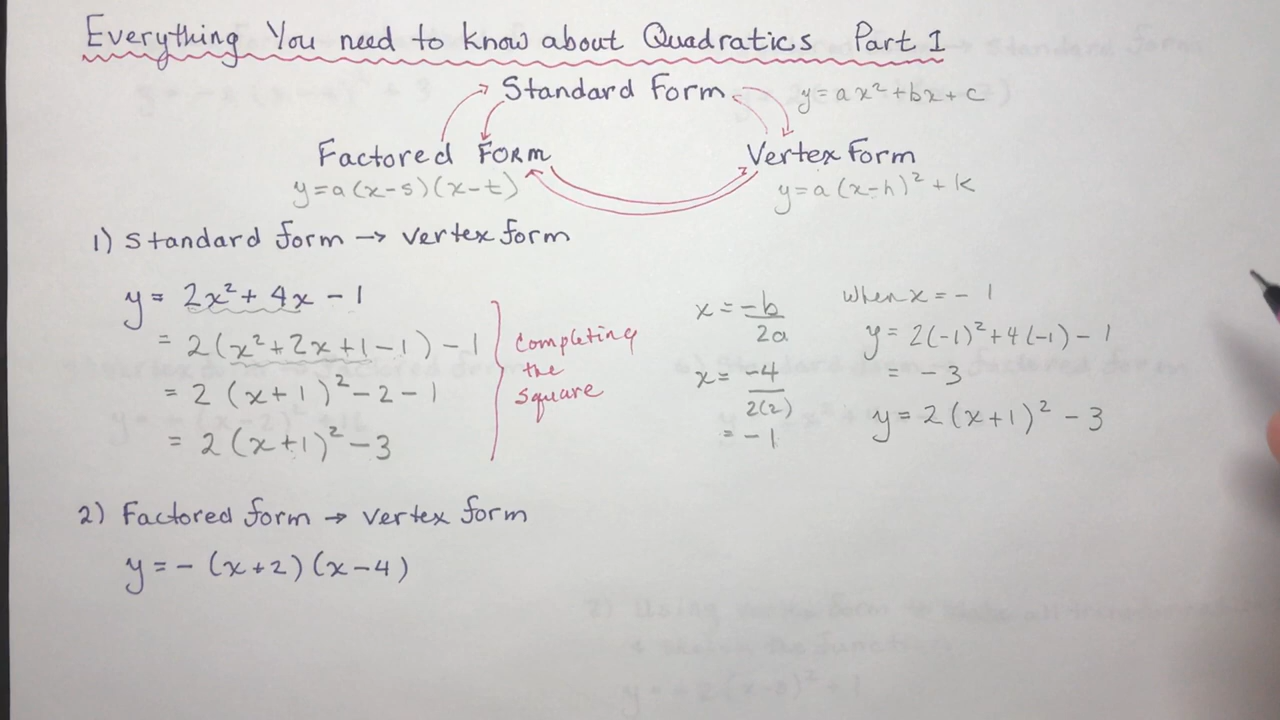 Everything You need to know about Quadratics Part 1
Standard Form
y=ax²+bx+c
Factored Form
Vertex Form
y=a(x-s)(x-t)
y=a(x-h)²+k
1) Standard form → vertex form
y= 2x²+ 4x - 1
= 2(x²+2x+1-1)-1
= 2(x+1)²-2-1
= 2(x+1)²-3
completing
the
square
x = -b
2a
x= -4
2(2)
= -1
when x = -1
y= 2(-1)²+4(-1)-1
= -3
y= 2(x+1)²-3
2) Factored form → vertex form
y=-(x+2)(x-4)